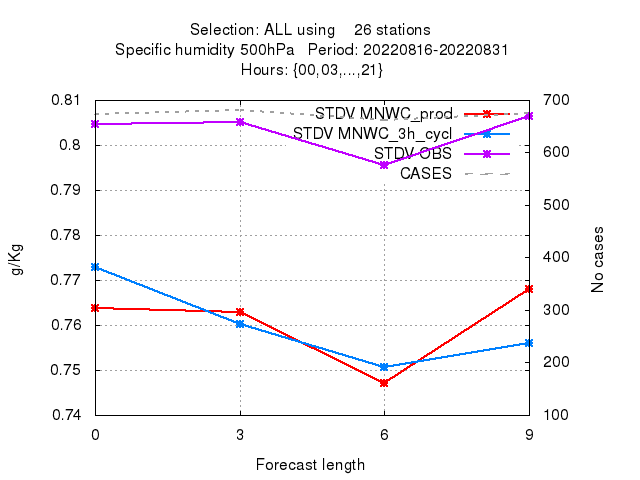 Selection: ALL using    26 stations
Specific humidity 500hPa   Period: 20220816-20220831
Hours: {00,03,...,21}
0.81
0.8
0.79
0.78
0.77
0.76
0.75
0.74
g/Kg
STDV MNWC_prod
STDV MNWC_3h_cycl
STDV OBS
CASES
700
600
500
400
300
200
100
No cases
0 3 6 9
Forecast length